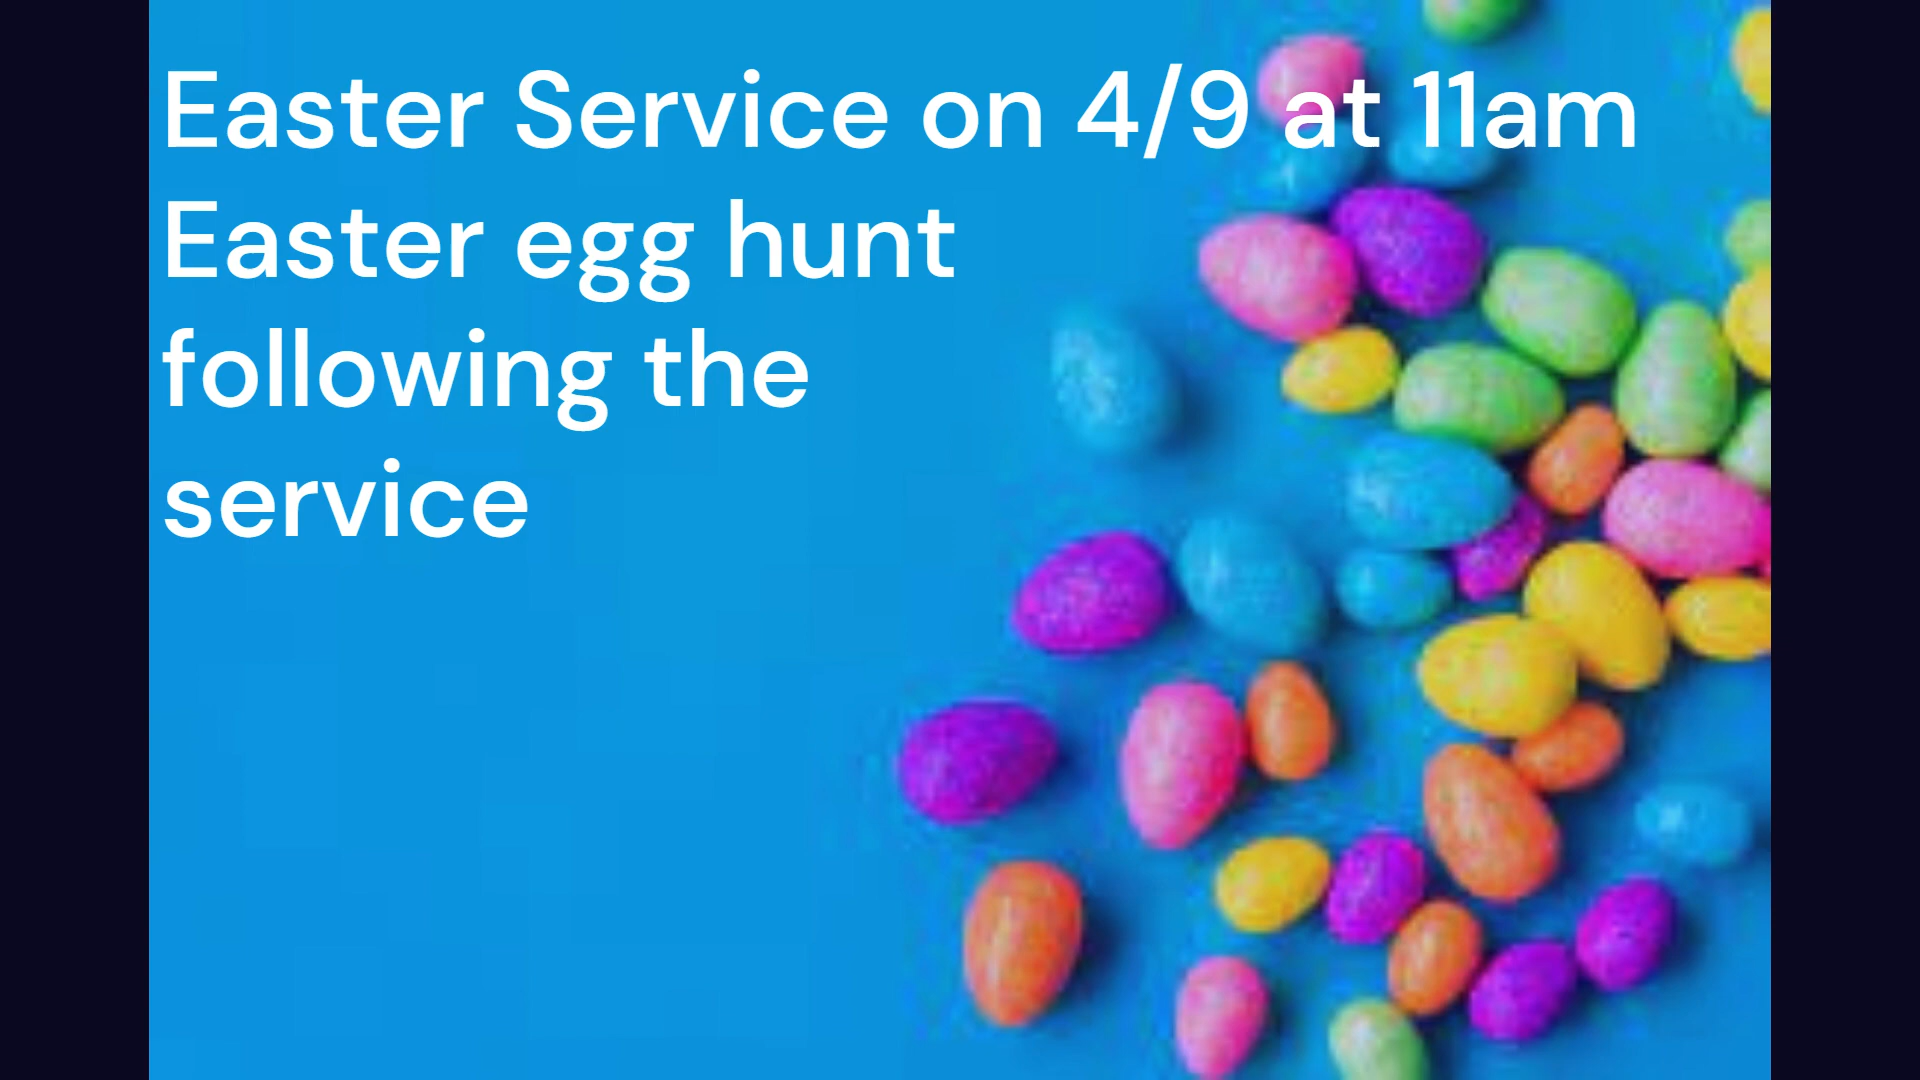 Easter Service on 4/9 at 11am
Easter egg hunt
following the
service